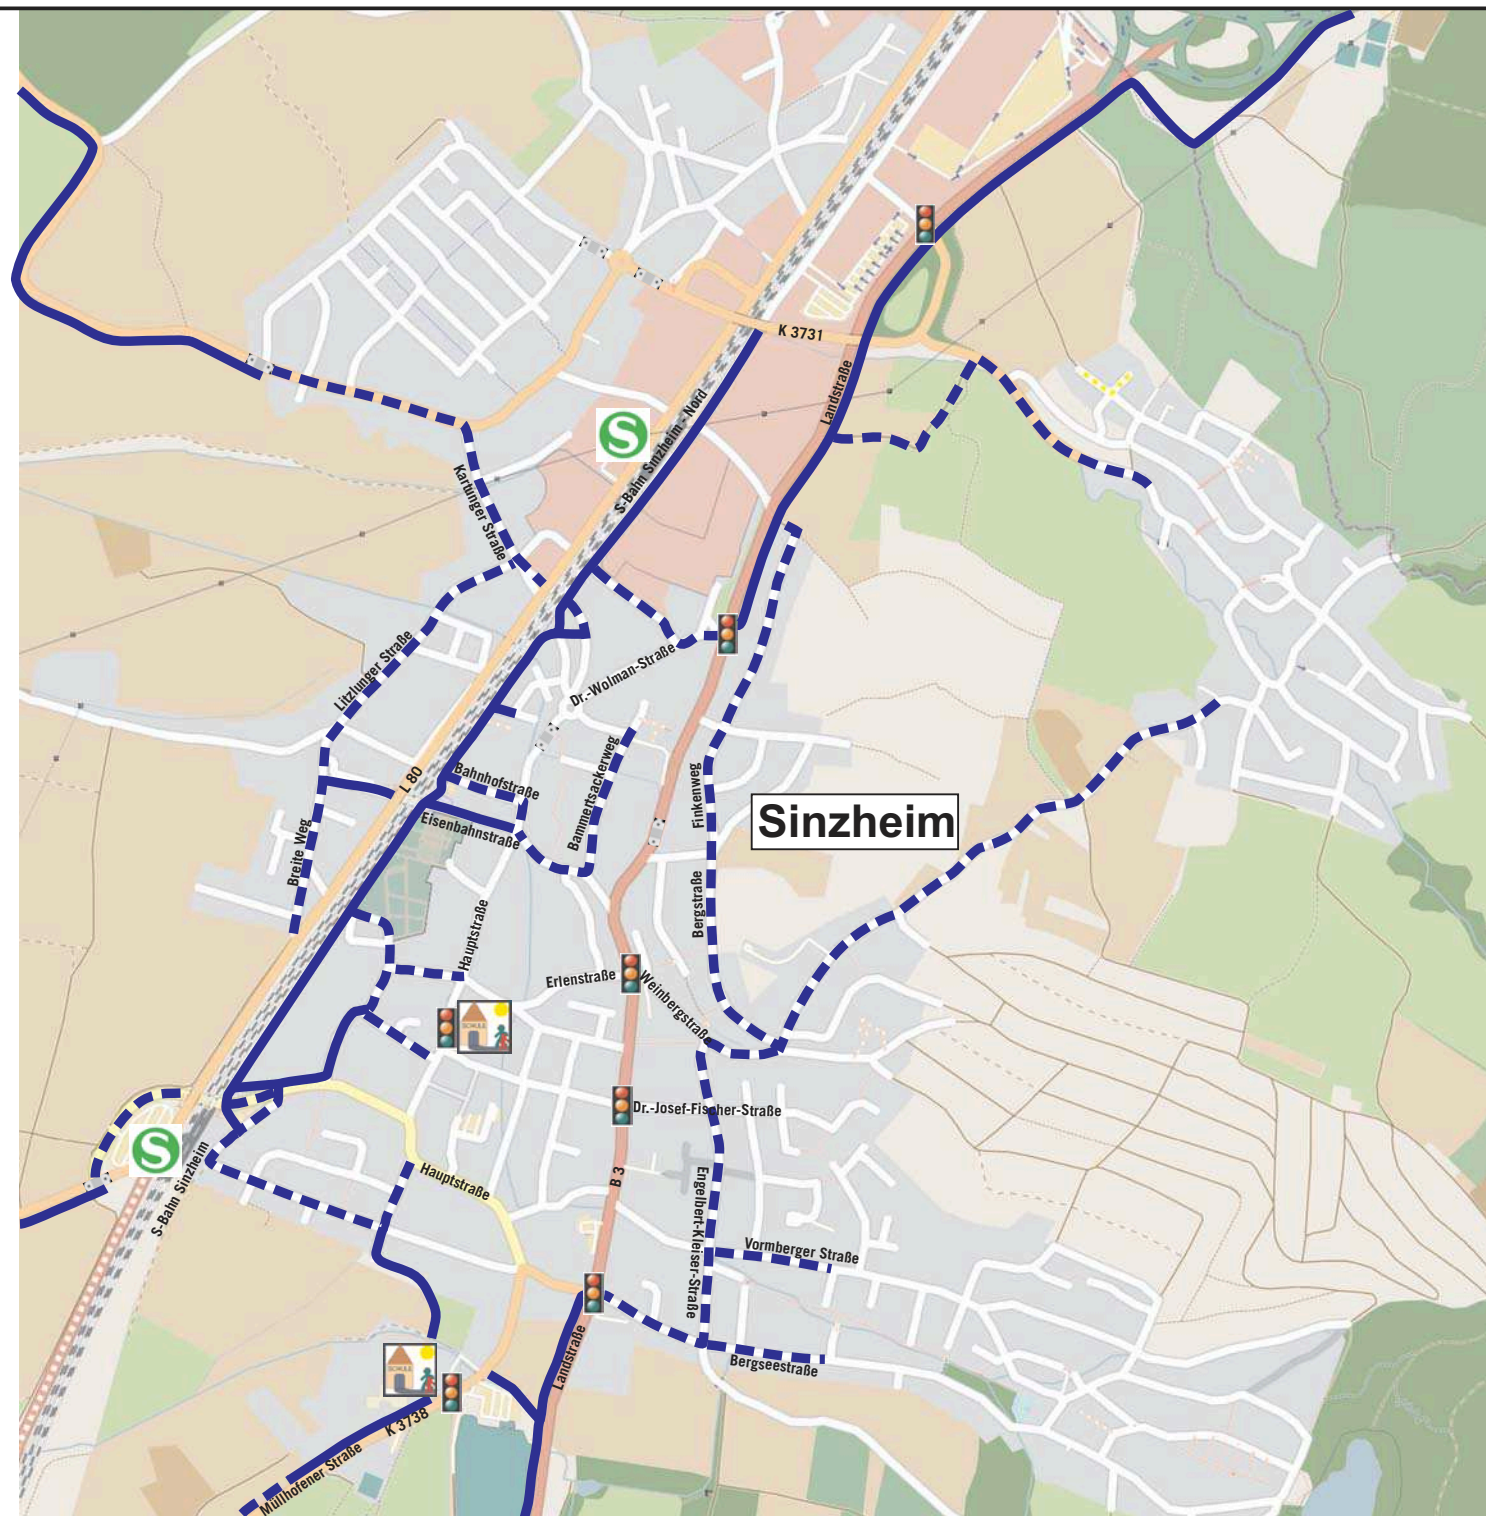 K 3731
Landstraße
S
S-Bahn Sinzheim - Nord
Kartunger Straße
Litzlunger Straße
Dr.-Wolman-Straße
L 80
Bahnhofstraße
Bammertsackerweg
Finkenweg
Sinzheim
Eisenbahnstraße
Breite Weg
Bergstraße
Hauptstraße
Erlenstraße
Weinbergstraße
SCHULE
Dr.-Josef-Fischer-Straße
S
S-Bahn Sinzheim
Hauptstraße
B 3
Engelbert-Kleiser-Straße
Vormberger Straße
Landstraße
Bergseestraße
SCHULE
K 3738
Müllhofener Straße